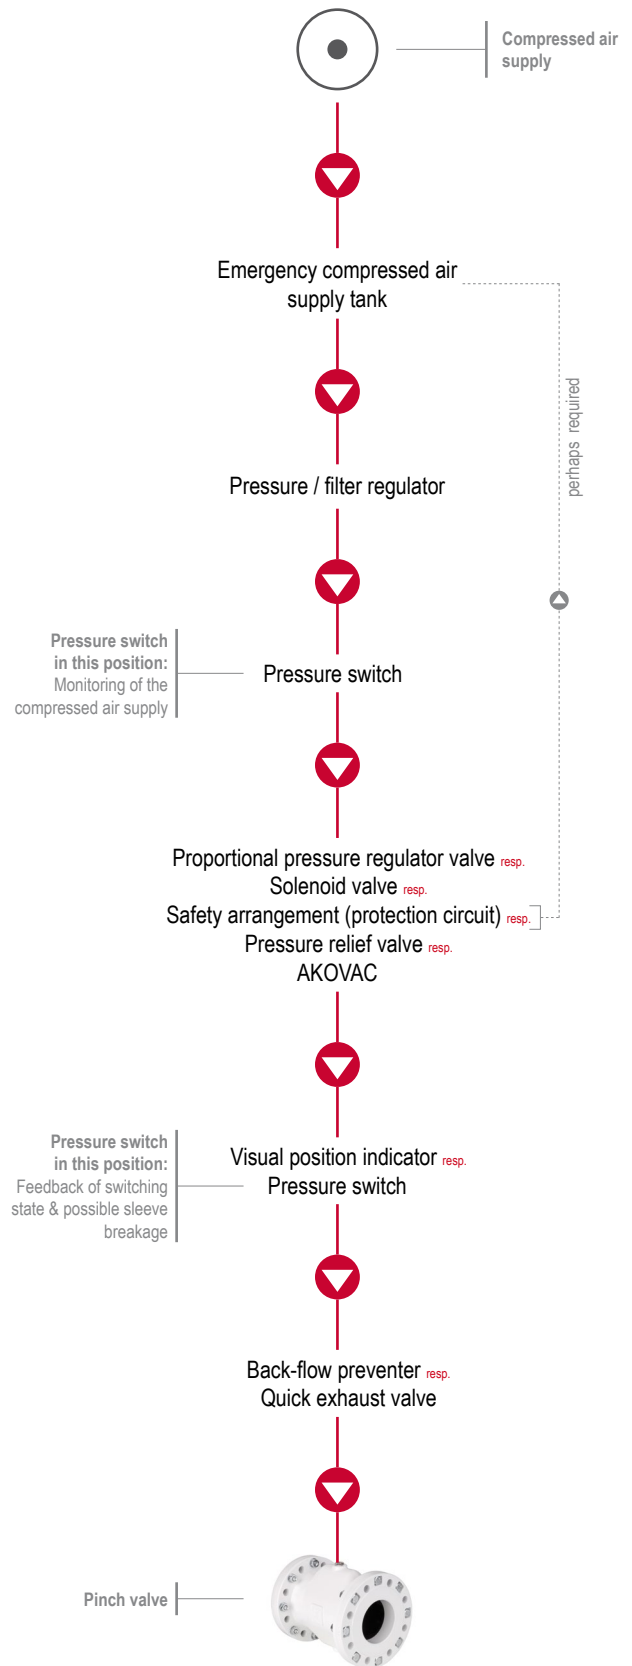 Compressed air
supply
Emergency compressed air
supply tank
perhaps required
Pressure / filter regulator
Pressure switch
in this position:
Monitoring of the
compressed air supply
Pressure switch
Proportional pressure regulator valve resp.
Solenoid valve resp.
Safety arrangement (protection circuit) resp.
Pressure relief valve resp.
AKOVAC
Pressure switch
in this position:
Feedback of switching
state & possible sleeve
breakage
Visual position indicator resp.
Pressure switch
Back-flow preventer resp.
Quick exhaust valve
Pinch valve